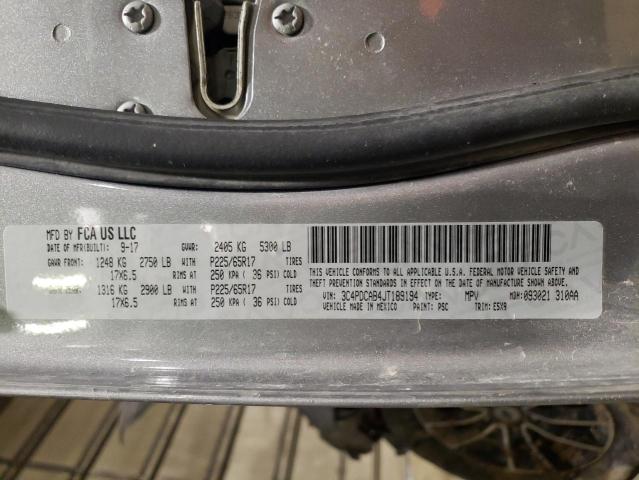 MFD BY FCA US LLC
DATE OF MFR(BUILT): 9-17 GVWR: 2405 KG 5300 LB
GAWR FRONT: 1248 KG 2750 LB WITH P225/65R17 TIRES
17X6.5 RIMS AT 250 KPA ( 36 PSI) COLD
1316 KG 2900 LB WITH P225/65R17 TIRES
17X6.5 RIMS AT 250 KPA ( 36 PSI) COLD
THIS VEHICLE CONFORMS TO ALL APPLICABLE U.S.A. FEDERAL MOTOR VEHICLE SAFETY,
THEFT PREVENTION STANDARDS IN EFFECT ON THE DATE OF MANUFACTURE SHOWN ABOVE.
VIN: 3C4PDCAB4JT189194 TYPE: MPV MDH: 093021 310AA
VEHICLE MADE IN MEXICO PAINT: PSC TRIM: E5X9